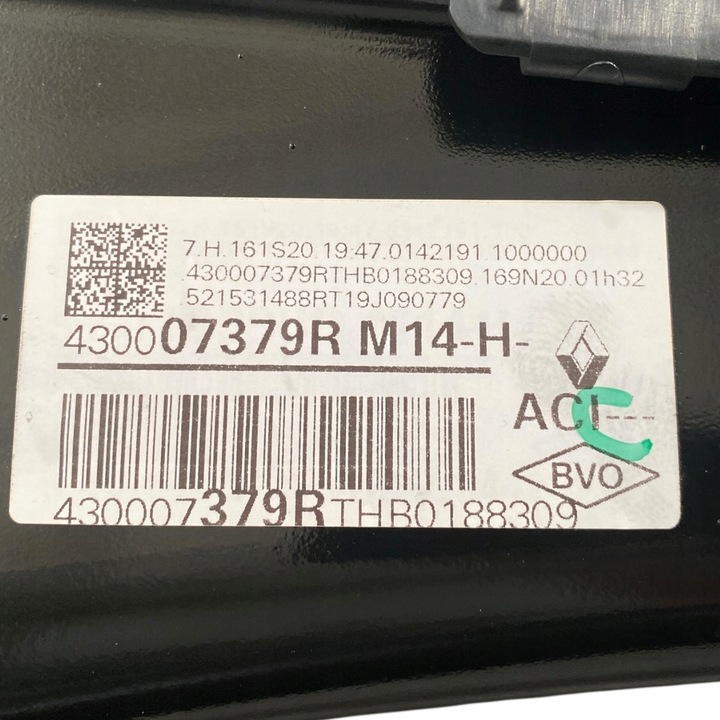 7.H.161S20.19:47.0142191.1000000
.430007379RTHB0188309.169N20.01h32
.521531488RT19J090779
430007379R M14-H-
ACI---
C
BVO
430007379RTHB0188309